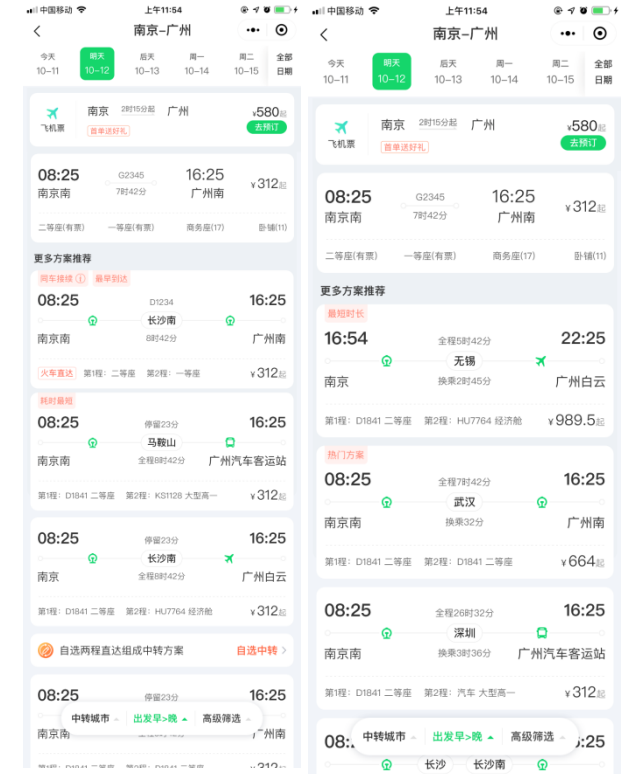 中国移动 上午11:54
南京–广州
今天 明天 后天 周一 周二 全部
10–11 10–12 10–13 10–14 10–15 日期
飞机票 南京 2时15分起 广州 ¥580起
首单送好礼 去预订
08:25 G2345 16:25 ¥312起
南京南 7时42分 广州南
二等座(有票) 一等座(有票) 商务座(17) 卧铺(11)
更多方案推荐
同车接续 最早到达
08:25 D1234 16:25
长沙南
南京南 8时42分 广州南
火车直达 第1程：二等座 第2程：一等座 ¥312起
耗时最短
08:25 停留23分 16:25
马鞍山
南京南 全程8时42分 广州汽车客运站
第1程：D1841 二等座 第2程：KS1128 大型高一 ¥312起
08:25 停留23分 16:25
长沙南
南京 全程8时42分 广州白云
第1程：D1841 二等座 第2程：HU7764 经济舱 ¥312起
自选两程直达组成中转方案 自选中转 >
08:25 停留23分 16:25
中转城市 出发早>晚 高级筛选
南京南 广州南
中国移动 上午11:54
南京–广州
今天 明天 后天 周一 周二 全部
10–11 10–12 10–13 10–14 10–15 日期
飞机票 南京 2时15分起 广州 ¥580起
首单送好礼 去预订
08:25 G2345 16:25 ¥312起
南京南 7时42分 广州南
二等座(有票) 一等座(有票) 商务座(17) 卧铺(11)
更多方案推荐
最短时长
16:54 全程5时42分 22:25
无锡
南京 换乘2时45分 广州白云
第1程：D1841 二等座 第2程：HU7764 经济舱 ¥989.5起
热门方案
08:25 全程7时42分 16:25
武汉
南京南 换乘32分 广州南
第1程：D1841 二等座 第2程：D1841 二等座 ¥664起
08:25 全程26时32分 16:25
深圳
南京南 换乘3时36分 广州汽车客运站
第1程：D1841 二等座 第2程：汽车 大型高一 ¥312起
中转城市 出发早>晚 高级筛选
长沙 长沙南